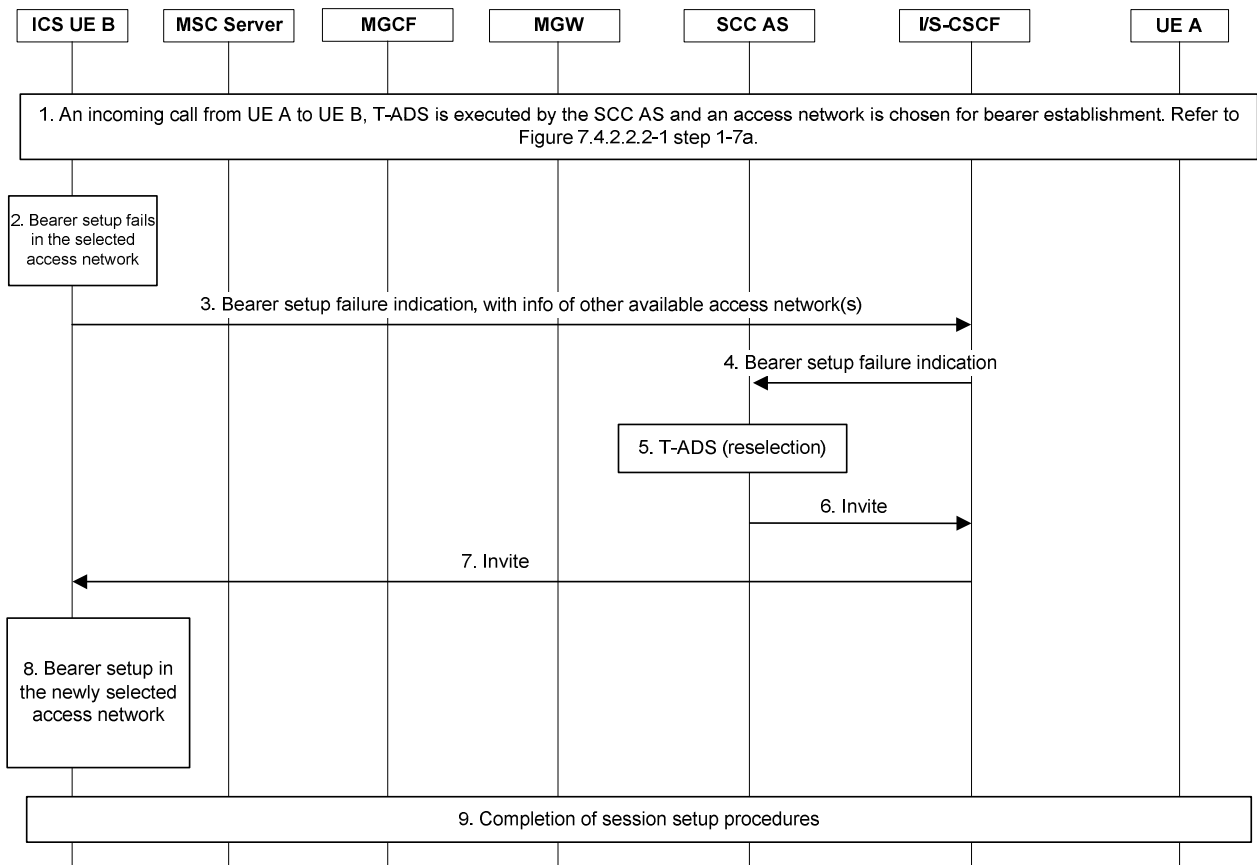 ICS UE B
MSC Server
MGCF
MGW
SCC AS
I/S-CSCF
UE A
1. An incoming call from UE A to UE B, T-ADS is executed by the SCC AS and an access network is chosen for bearer establishment. Refer to
Figure 7.4.2.2.2-1 step 1-7a.
2. Bearer setup fails
in the selected
access network
3. Bearer setup failure indication, with info of other available access network(s)
4. Bearer setup failure indication
5. T-ADS (reselection)
6. Invite
7. Invite
8. Bearer setup in
the newly selected
access network
9. Completion of session setup procedures